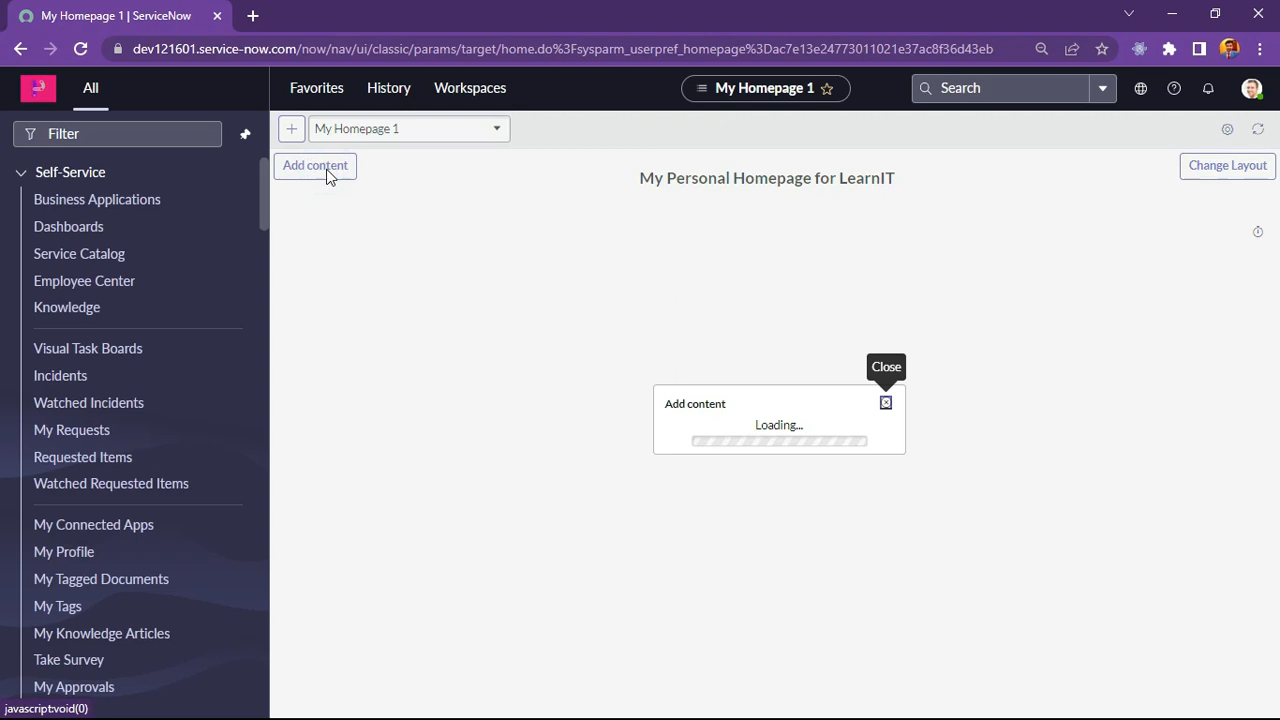 My Homepage 1 | ServiceNow
dev121601.service-now.com/now/nav/ui/classic/params/target/home.do%3Fsysparm_userpref_homepage%3Dac7e13e24773011021e37ac8f36d43eb
All
Favorites
History
Workspaces
My Homepage 1
Search
Filter
My Homepage 1
Self-Service
Add content
My Personal Homepage for LearnIT
Change Layout
Business Applications
Dashboards
Service Catalog
Employee Center
Knowledge
Visual Task Boards
Incidents
Watched Incidents
My Requests
Requested Items
Watched Requested Items
My Connected Apps
My Profile
My Tagged Documents
My Tags
My Knowledge Articles
Take Survey
My Approvals
Close
Add content
Loading...
javascript:void(0)